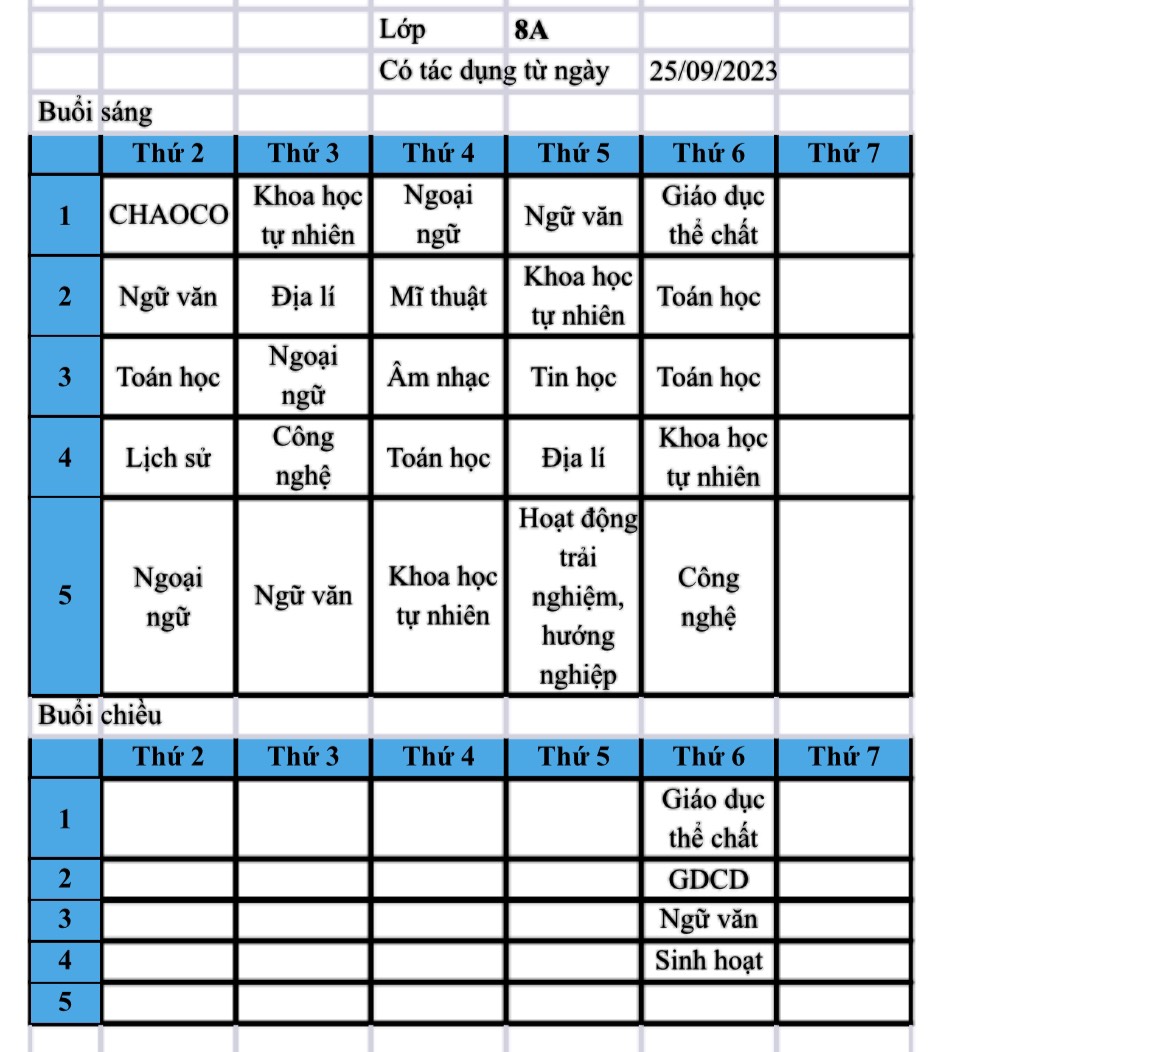 Lớp 8A
Có tác dụng từ ngày 25/09/2023
Buổi sáng
Thứ 2 Thứ 3 Thứ 4 Thứ 5 Thứ 6 Thứ 7
1 CHAOCO Khoa học tự nhiên Ngoại ngữ Ngữ văn Giáo dục thể chất
2 Ngữ văn Địa lí Mĩ thuật Khoa học tự nhiên Toán học
3 Toán học Ngoại ngữ Âm nhạc Tin học Toán học
4 Lịch sử Công nghệ Toán học Địa lí Khoa học tự nhiên
5 Ngoại ngữ Ngữ văn Khoa học tự nhiên Hoạt động trải nghiệm, hướng nghiệp Công nghệ
Buổi chiều
Thứ 2 Thứ 3 Thứ 4 Thứ 5 Thứ 6 Thứ 7
1 Giáo dục thể chất
2 GDCD
3 Ngữ văn
4 Sinh hoạt
5